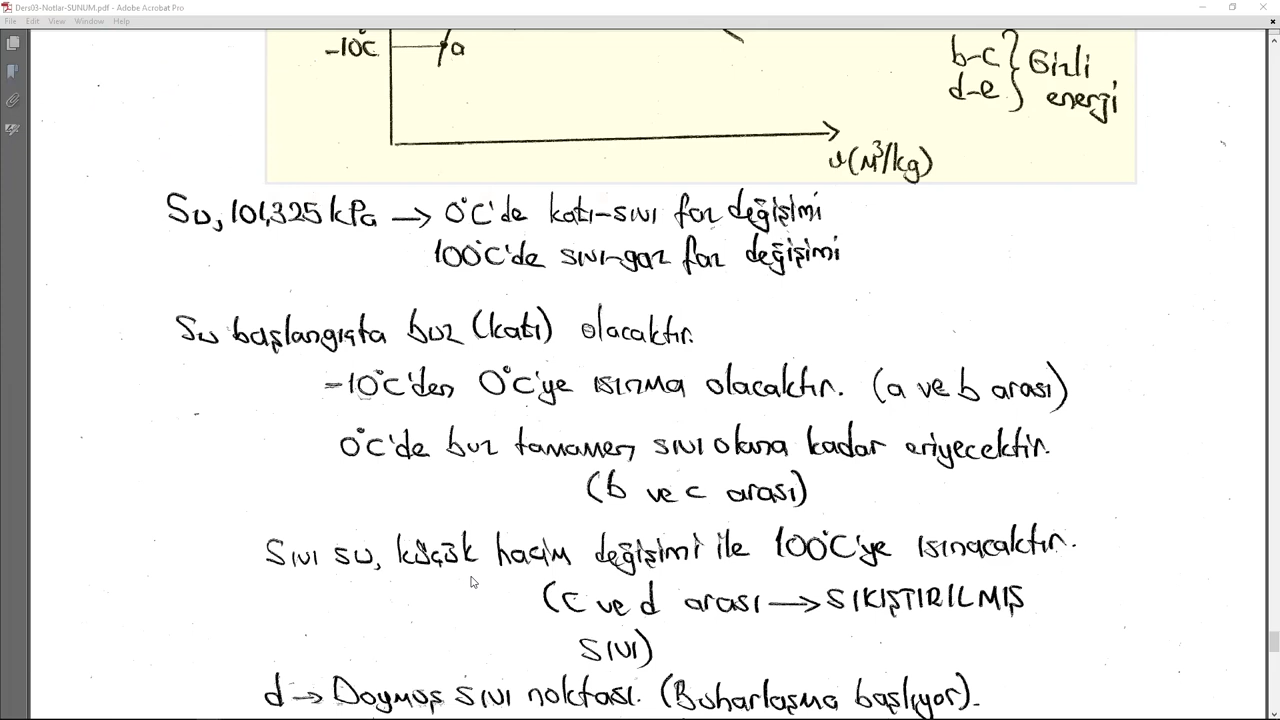 Ders03-Notlar-SUNUM.pdf - Adobe Acrobat Pro
File Edit View Window Help
-10°C a
b-c } Gizli
d-e } energi
v(m³/kg)
Su, 101,325 kPa → 0°C'de katı-sıvı faz değişimi
100°C'de sıvı-gaz faz değişimi
Su başlangıçta buz (katı) olacaktır.
-10°C'den 0°C'ye ısınma olacaktır. (a ve b arası)
0°C'de buz tamamen sıvı olana kadar eriyecektir.
(b ve c arası)
Sıvı su, küçük hacim değişimi ile 100°C'ye ısınacaktır.
(c ve d arası → SIKIŞTIRILMIŞ
SIVI)
d → Doymuş sıvı noktası. (Buharlaşma başlıyor).